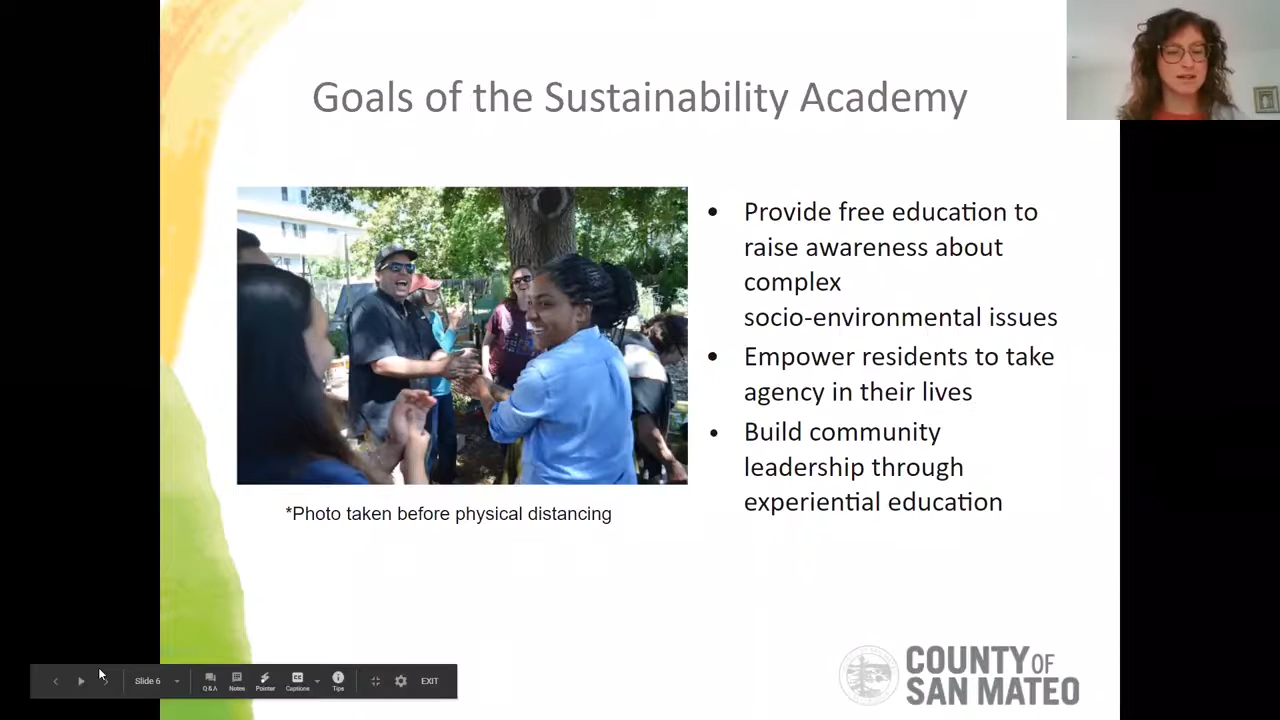 Goals of the Sustainability Academy
• Provide free education to
raise awareness about
complex
socio-environmental issues
• Empower residents to take
agency in their lives
• Build community
leadership through
experiential education
*Photo taken before physical distancing
COUNTY OF
SAN MATEO
Slide 6
Q&A
Notes
Pointer
Captions
Tips
EXIT